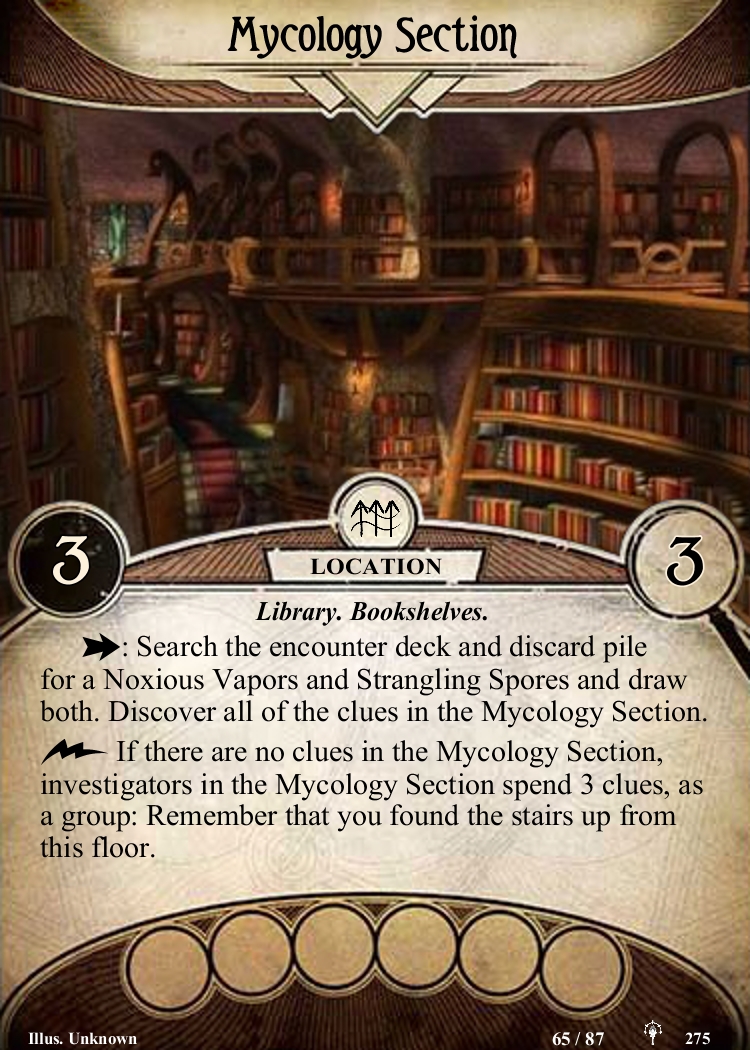 Mycology Section
3
3
LOCATION
Library. Bookshelves.
: Search the encounter deck and discard pile
for a Noxious Vapors and Strangling Spores and draw
both. Discover all of the clues in the Mycology Section.
If there are no clues in the Mycology Section,
investigators in the Mycology Section spend 3 clues, as
a group: Remember that you found the stairs up from
this floor.
Illus. Unknown
65 / 87
275